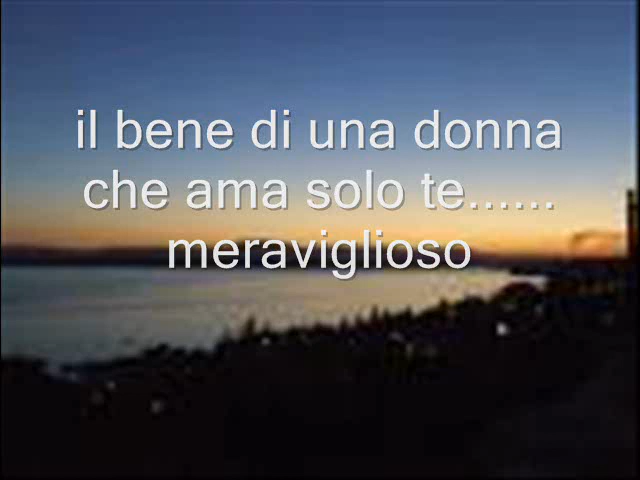 il bene di una donna
che ama solo te......
meraviglioso